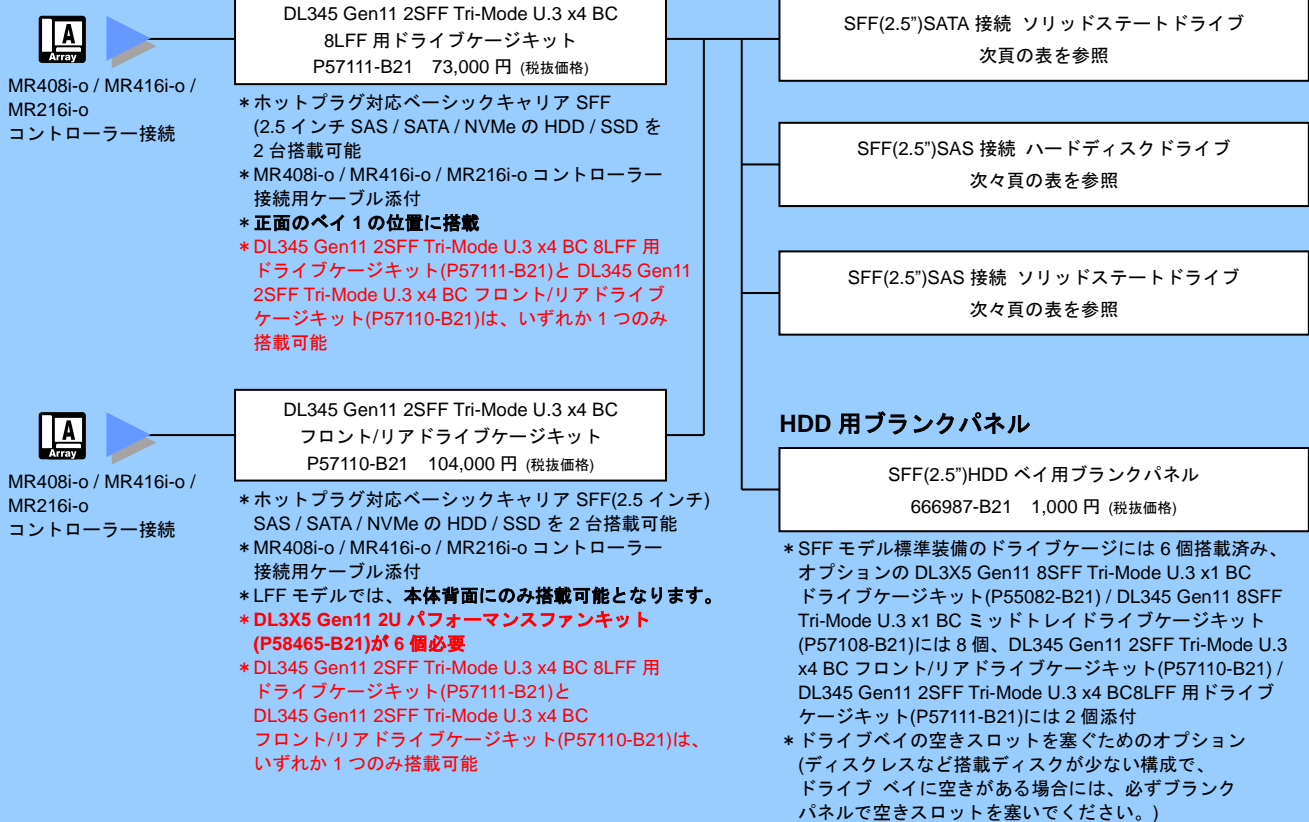 A
Array
MR408i-o / MR416i-o /
MR216i-o
コントローラー接続
DL345 Gen11 2SFF Tri-Mode U.3 x4 BC
8LFF 用ドライブケージキット
P57111-B21 73,000 円 (税抜価格)
*ホットプラグ対応ベーシックキャリア SFF
(2.5 インチ SAS / SATA / NVMe の HDD / SSD を
2 台搭載可能
*MR408i-o / MR416i-o / MR216i-o コントローラー
接続用ケーブル添付
*正面のベイ 1 の位置に搭載
*DL345 Gen11 2SFF Tri-Mode U.3 x4 BC 8LFF 用
ドライブケージキット(P57111-B21)と DL345 Gen11
2SFF Tri-Mode U.3 x4 BC フロント/リアドライブ
ケージキット(P57110-B21)は、いずれか 1 つのみ
搭載可能
A
Array
MR408i-o / MR416i-o /
MR216i-o
コントローラー接続
DL345 Gen11 2SFF Tri-Mode U.3 x4 BC
フロント/リアドライブケージキット
P57110-B21 104,000 円 (税抜価格)
*ホットプラグ対応ベーシックキャリア SFF(2.5 インチ)
SAS / SATA / NVMe の HDD / SSD を 2 台搭載可能
*MR408i-o / MR416i-o / MR216i-o コントローラー
接続用ケーブル添付
*LFF モデルでは、本体背面にのみ搭載可能となります。
*DL3X5 Gen11 2U パフォーマンスファンキット
(P58465-B21)が 6 個必要
*DL345 Gen11 2SFF Tri-Mode U.3 x4 BC 8LFF 用
ドライブケージキット(P57111-B21)と
DL345 Gen11 2SFF Tri-Mode U.3 x4 BC
フロント/リアドライブケージキット(P57110-B21)は、
いずれか 1 つのみ搭載可能
SFF(2.5”)SATA 接続 ソリッドステートドライブ
次頁の表を参照
SFF(2.5”)SAS 接続 ハードディスクドライブ
次々頁の表を参照
SFF(2.5”)SAS 接続 ソリッドステートドライブ
次々頁の表を参照
HDD 用ブランクパネル
SFF(2.5”)HDD ベイ用ブランクパネル
666987-B21 1,000 円 (税抜価格)
*SFF モデル標準装備のドライブケージには 6 個搭載済み、
オプションの DL3X5 Gen11 8SFF Tri-Mode U.3 x1 BC
ドライブケージキット(P55082-B21) / DL345 Gen11 8SFF
Tri-Mode U.3 x1 BC ミッドトレイドライブケージキット
(P57108-B21)には 8 個、DL345 Gen11 2SFF Tri-Mode U.3
x4 BC フロント/リアドライブケージキット(P57110-B21) /
DL345 Gen11 2SFF Tri-Mode U.3 x4 BC8LFF 用ドライブ
ケージキット(P57111-B21)には 2 個添付
*ドライブベイの空きスロットを塞ぐためのオプション
(ディスクレスなど搭載ディスクが少ない構成で、
ドライブ ベイに空きがある場合には、必ずブランク
パネルで空きスロットを塞いでください。)